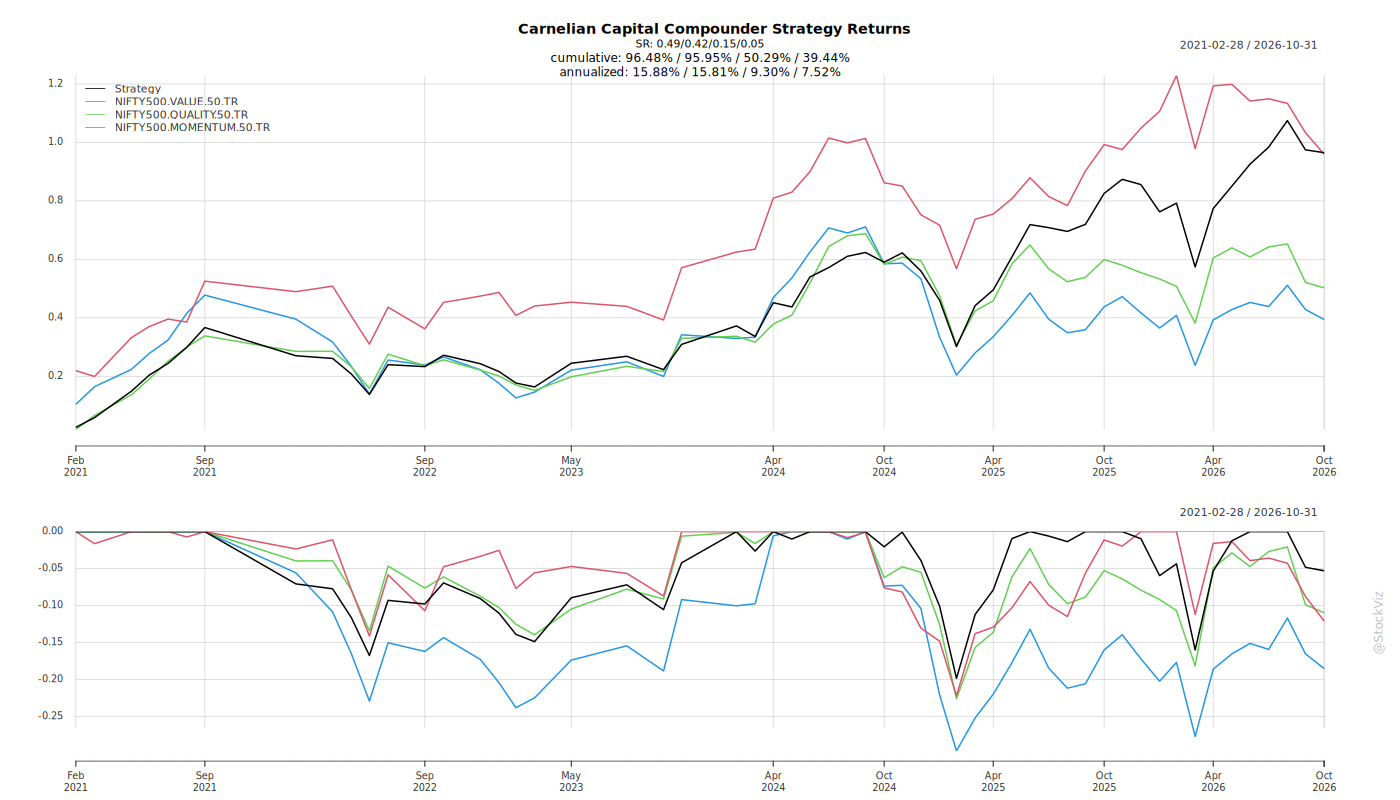 Carnelian Capital Compounder Strategy Returns
SR: 0.49/0.42/0.15/0.05
cumulative: 96.48% / 95.95% / 50.29% / 39.44%
annualized: 15.88% / 15.81% / 9.30% / 7.52%
2021-02-28 / 2026-10-31
Strategy
NIFTY500.VALUE.50.TR
NIFTY500.QUALITY.50.TR
NIFTY500.MOMENTUM.50.TR
1.2
1.0
0.8
0.6
0.4
0.2
Feb Sep Sep May Apr Oct Apr Oct Apr Oct
2021 2021 2022 2023 2024 2024 2025 2025 2026 2026
2021-02-28 / 2026-10-31
0.00
-0.05
-0.10
-0.15
-0.20
-0.25
Feb Sep Sep May Apr Oct Apr Oct Apr Oct
2021 2021 2022 2023 2024 2024 2025 2025 2026 2026
@StockViz